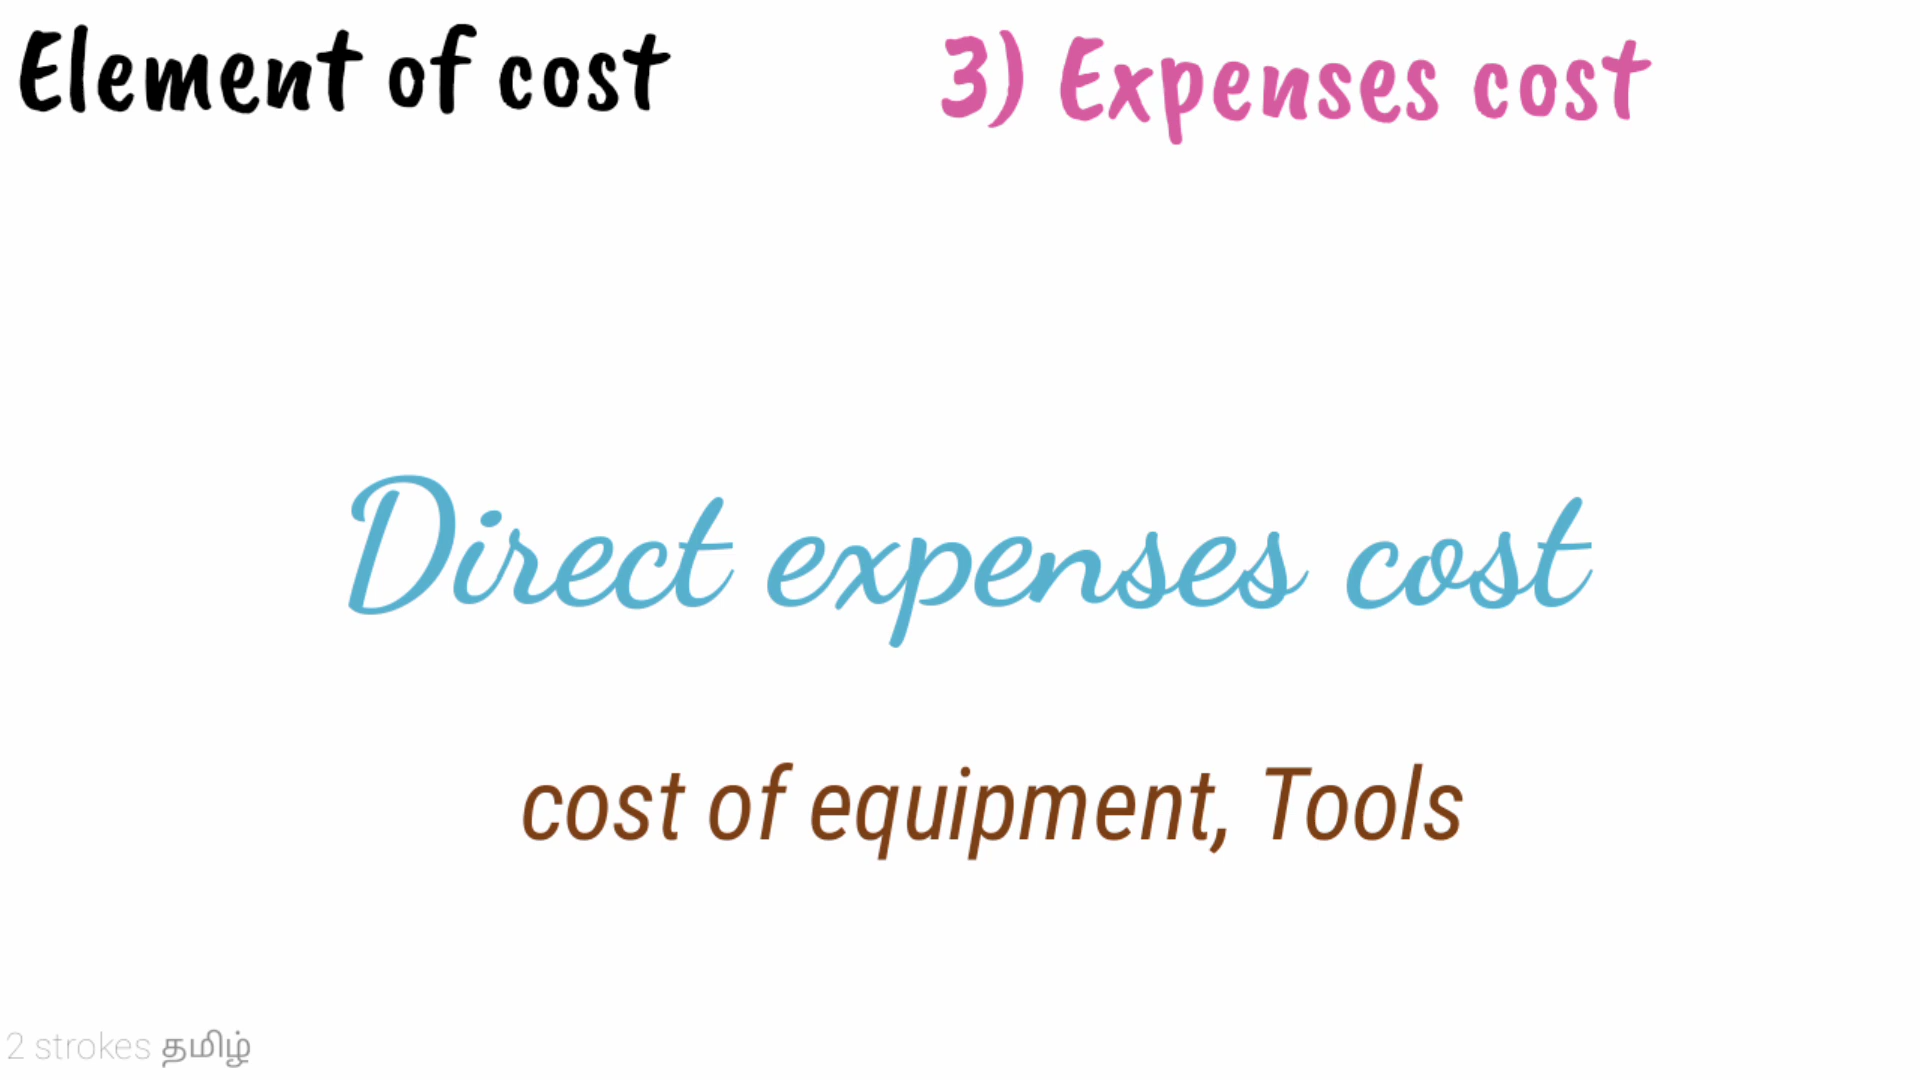 Element of cost
3) Expenses cost
Direct expenses cost
cost of equipment, Tools
2 strokes தமிழ்